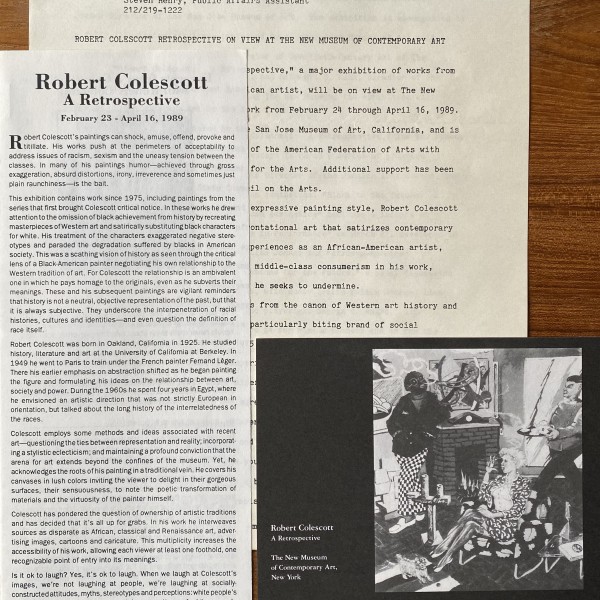 Steven Henry, Public Affairs Assistant
212/219-1222
ROBERT COLESCOTT RETROSPECTIVE ON VIEW AT THE NEW MUSEUM OF CONTEMPORARY ART
spective," a major exhibition of works from
ican artist, will be on view at The New
ork from February 24 through April 16, 1989.
e San Jose Museum of Art, California, and is
of the American Federation of Arts with
for the Arts. Additional support has been
il on the Arts.
expressive painting style, Robert Colescott
ontational art that satirizes contemporary
periences as an African-American artist,
middle-class consumerism in his work,
he seeks to undermine.
s from the canon of Western art history and
particularly biting brand of social
Robert Colescott
A Retrospective
February 23 - April 16, 1989
Robert Colescott's paintings can shock, amuse, offend, provoke and
titillate. His works push at the perimeters of acceptability to
address issues of racism, sexism and the uneasy tension between the
classes. In many of his paintings humor—achieved through gross
exaggeration, absurd distortions, irony, irreverence and sometimes just
plain raunchiness—is the bait.
This exhibition contains work since 1975, including paintings from the
series that first brought Colescott critical notice. In these works he drew
attention to the omission of black achievement from history by recreating
masterpieces of Western art and satirically substituting black characters
for white. His treatment of the characters exaggerated negative stere-
otypes and paraded the degradation suffered by blacks in American
society. This was a scathing vision of history as seen through the critical
lens of a Black-American painter negotiating his own relationship to the
Western tradition of art. For Colescott the relationship is an ambivalent
one in which he pays homage to the originals, even as he subverts their
meanings. These and his subsequent paintings are vigilant reminders
that history is not a neutral, objective representation of the past, but that
it is always subjective. They underscore the interpenetration of racial
histories, cultures and identities—and even question the definition of
race itself.
Robert Colescott was born in Oakland, California in 1925. He studied
history, literature and art at the University of California at Berkeley. In
1949 he went to Paris to train under the French painter Fernand Léger.
There his earlier emphasis on abstraction shifted as he began painting
the figure and formulating his ideas on the relationship between art,
society and power. During the 1960s he spent four years in Egypt, where
he envisioned an artistic direction that was not strictly European in
orientation, but talked about the long history of the interrelatedness of
the races.
Colescott employs some methods and ideas associated with recent
art—questioning the ties between representation and reality; incorporat-
ing a stylistic eclecticism; and maintaining a profound conviction that the
arena for art extends beyond the confines of the museum. Yet, he
acknowledges the roots of his painting in a traditional vein. He covers his
canvases in lush colors inviting the viewer to delight in their gorgeous
surfaces, their sensuousness, to note the poetic transformation of
materials and the virtuosity of the painter himself.
Colescott has pondered the question of ownership of artistic traditions
and has decided that it's all up for grabs. In his work he interweaves
sources as disparate as African, classical and Renaissance art, adver-
tising images, cartoons and caricature. This multiplicity increases the
accessibility of his work, allowing each viewer at least one foothold, one
recognizable point of entry into its meanings.
Is it ok to laugh? Yes, it's ok to laugh. When we laugh at Colescott's
images, we're not laughing at people, we're laughing at socially-
constructed attitudes, myths, stereotypes and perceptions: while people's
Robert Colescott
A Retrospective
The New Museum
of Contemporary Art,
New York